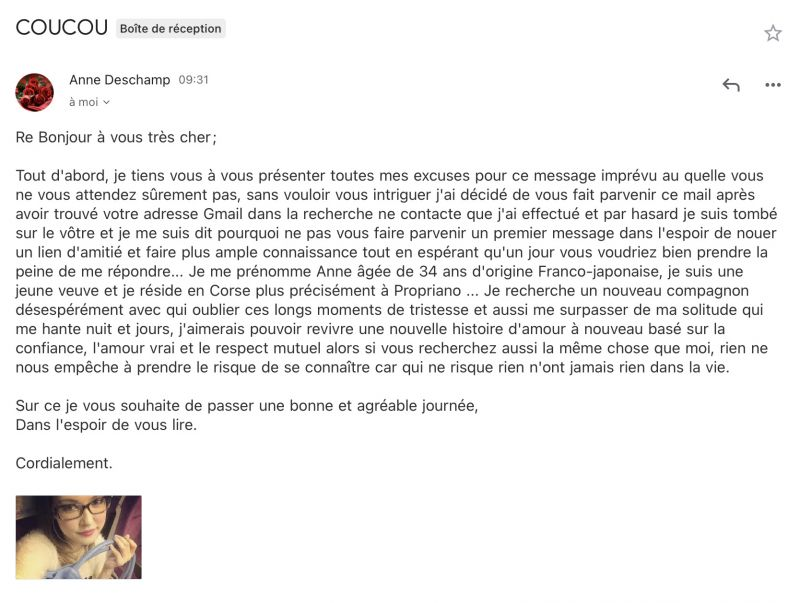 COUCOU Boîte de réception
Anne Deschamp 09:31
à moi
Re Bonjour à vous très cher;
Tout d'abord, je tiens vous à vous présenter toutes mes excuses pour ce message imprévu au quelle vous
ne vous attendez sûrement pas, sans vouloir vous intriguer j'ai décidé de vous fait parvenir ce mail après
avoir trouvé votre adresse Gmail dans la recherche ne contacte que j'ai effectué et par hasard je suis tombé
sur le vôtre et je me suis dit pourquoi ne pas vous faire parvenir un premier message dans l'espoir de nouer
un lien d'amitié et faire plus ample connaissance tout en espérant qu'un jour vous voudriez bien prendre la
peine de me répondre... Je me prénomme Anne âgée de 34 ans d'origine Franco-japonaise, je suis une
jeune veuve et je réside en Corse plus précisément à Propriano ... Je recherche un nouveau compagnon
désespérément avec qui oublier ces longs moments de tristesse et aussi me surpasser de ma solitude qui
me hante nuit et jours, j'aimerais pouvoir revivre une nouvelle histoire d'amour à nouveau basé sur la
confiance, l'amour vrai et le respect mutuel alors si vous recherchez aussi la même chose que moi, rien ne
nous empêche à prendre le risque de se connaître car qui ne risque rien n'ont jamais rien dans la vie.
Sur ce je vous souhaite de passer une bonne et agréable journée,
Dans l'espoir de vous lire.
Cordialement.